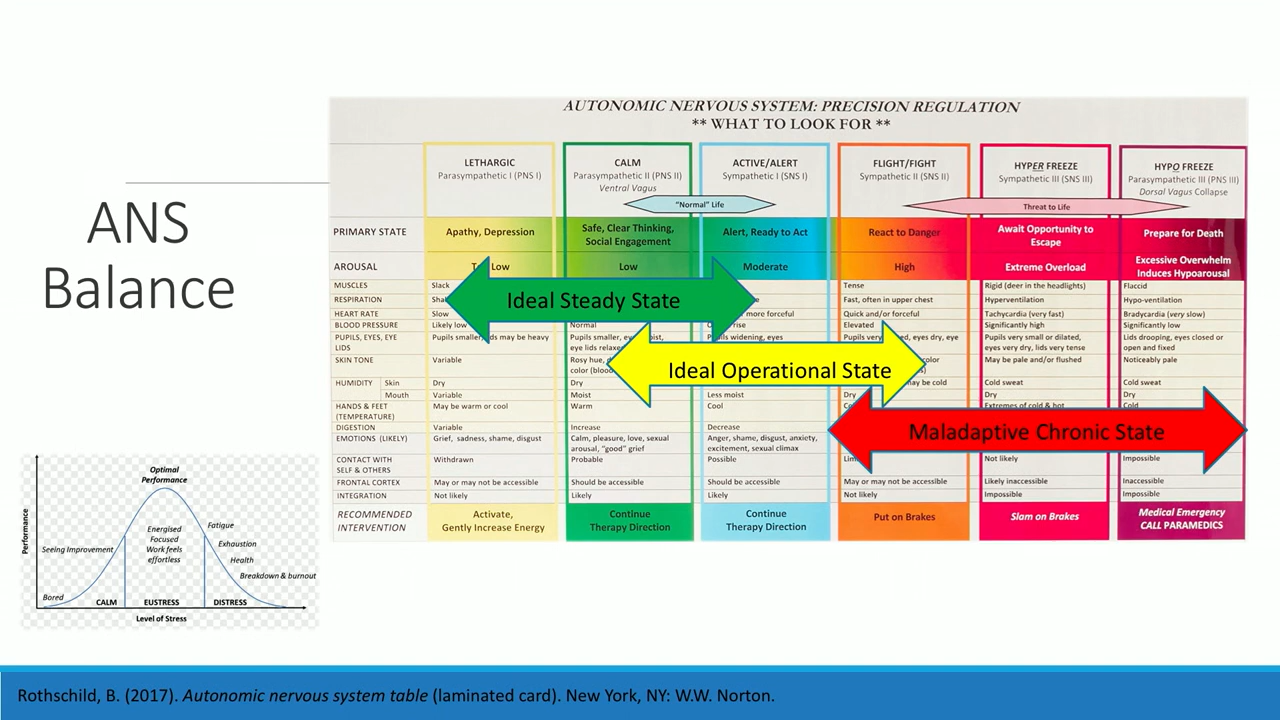 ANS
Balance
AUTONOMIC NERVOUS SYSTEM: PRECISION REGULATION
** WHAT TO LOOK FOR **
LETHARGIC
Parasympathetic I (PNS I)
CALM
Parasympathetic II (PNS II)
Ventral Vagus
ACTIVE/ALERT
Sympathetic I (SNS I)
FLIGHT/FIGHT
Sympathetic II (SNS II)
HYPER FREEZE
Sympathetic III (SNS III)
HYPO FREEZE
Parasympathetic III (PNS III)
Dorsal Vagus Collapse
"Normal" Life
Threat to Life
PRIMARY STATE
Apathy, Depression
Safe, Clear Thinking,
Social Engagement
Alert, Ready to Act
React to Danger
Await Opportunity to
Escape
Prepare for Death
AROUSAL
Low
Low
Moderate
High
Extreme Overload
Excessive Overwhelm
Induces Hypoarousal
MUSCLES
Slack
Tense
Rigid (deer in the headlights)
Flaccid
RESPIRATION
Fast, often in upper chest
Hyperventilation
Hypo-ventilation
HEART RATE
Slow
more forceful
Quick and/or forceful
Tachycardia (very fast)
Bradycardia (very slow)
BLOOD PRESSURE
Likely low
Normal
rise
Elevated
Significantly high
Significantly low
PUPILS, EYES, EYE
LIDS
Pupils smaller, may be heavy
Pupils smaller,
eye lids
widening, eyes
Pupils eyes dry, eye
Pupils very small or dilated,
eyes very dry, lids very tense
Lids drooping, eyes closed or
open and fixed
SKIN TONE
Variable
Rosy hue,
color
color
May be pale and/or flushed
Noticeably pale
HUMIDITY Skin
Dry
Dry
may be cold
Cold sweat
Cold sweat
Mouth
Variable
Moist
Less moist
Dry
Dry
Dry
HANDS & FEET
(TEMPERATURE)
May be warm or cool
Warm
Cool
Extremes of cold & hot
Cold
DIGESTION
Variable
Increase
Decrease
EMOTIONS (LIKELY)
Grief, sadness, shame, disgust
Calm, pleasure, love, sexual
arousal, "good" grief
Anger, shame, disgust, anxiety,
excitement, sexual climax
CONTACT WITH
SELF & OTHERS
Withdrawn
Probable
Possible
Not likely
Impossible
FRONTAL CORTEX
May or may not be accessible
Should be accessible
Should be accessible
May or may not be accessible
Likely inaccessible
Inaccessible
INTEGRATION
Not likely
Likely
Likely
Not likely
Impossible
Impossible
RECOMMENDED
INTERVENTION
Activate,
Gently Increase Energy
Continue
Therapy Direction
Continue
Therapy Direction
Put on Brakes
Slam on Brakes
Medical Emergency
CALL PARAMEDICS
Ideal Steady State
Ideal Operational State
Maladaptive Chronic State
Optimal
Performance
Performance
Seeing Improvement
Energised
Focused
Work feels
effortless
Fatigue
Exhaustion
Health
Breakdown & burnout
Bored
CALM
EUSTRESS
DISTRESS
Level of Stress
Rothschild, B. (2017). Autonomic nervous system table (laminated card). New York, NY: W.W. Norton.